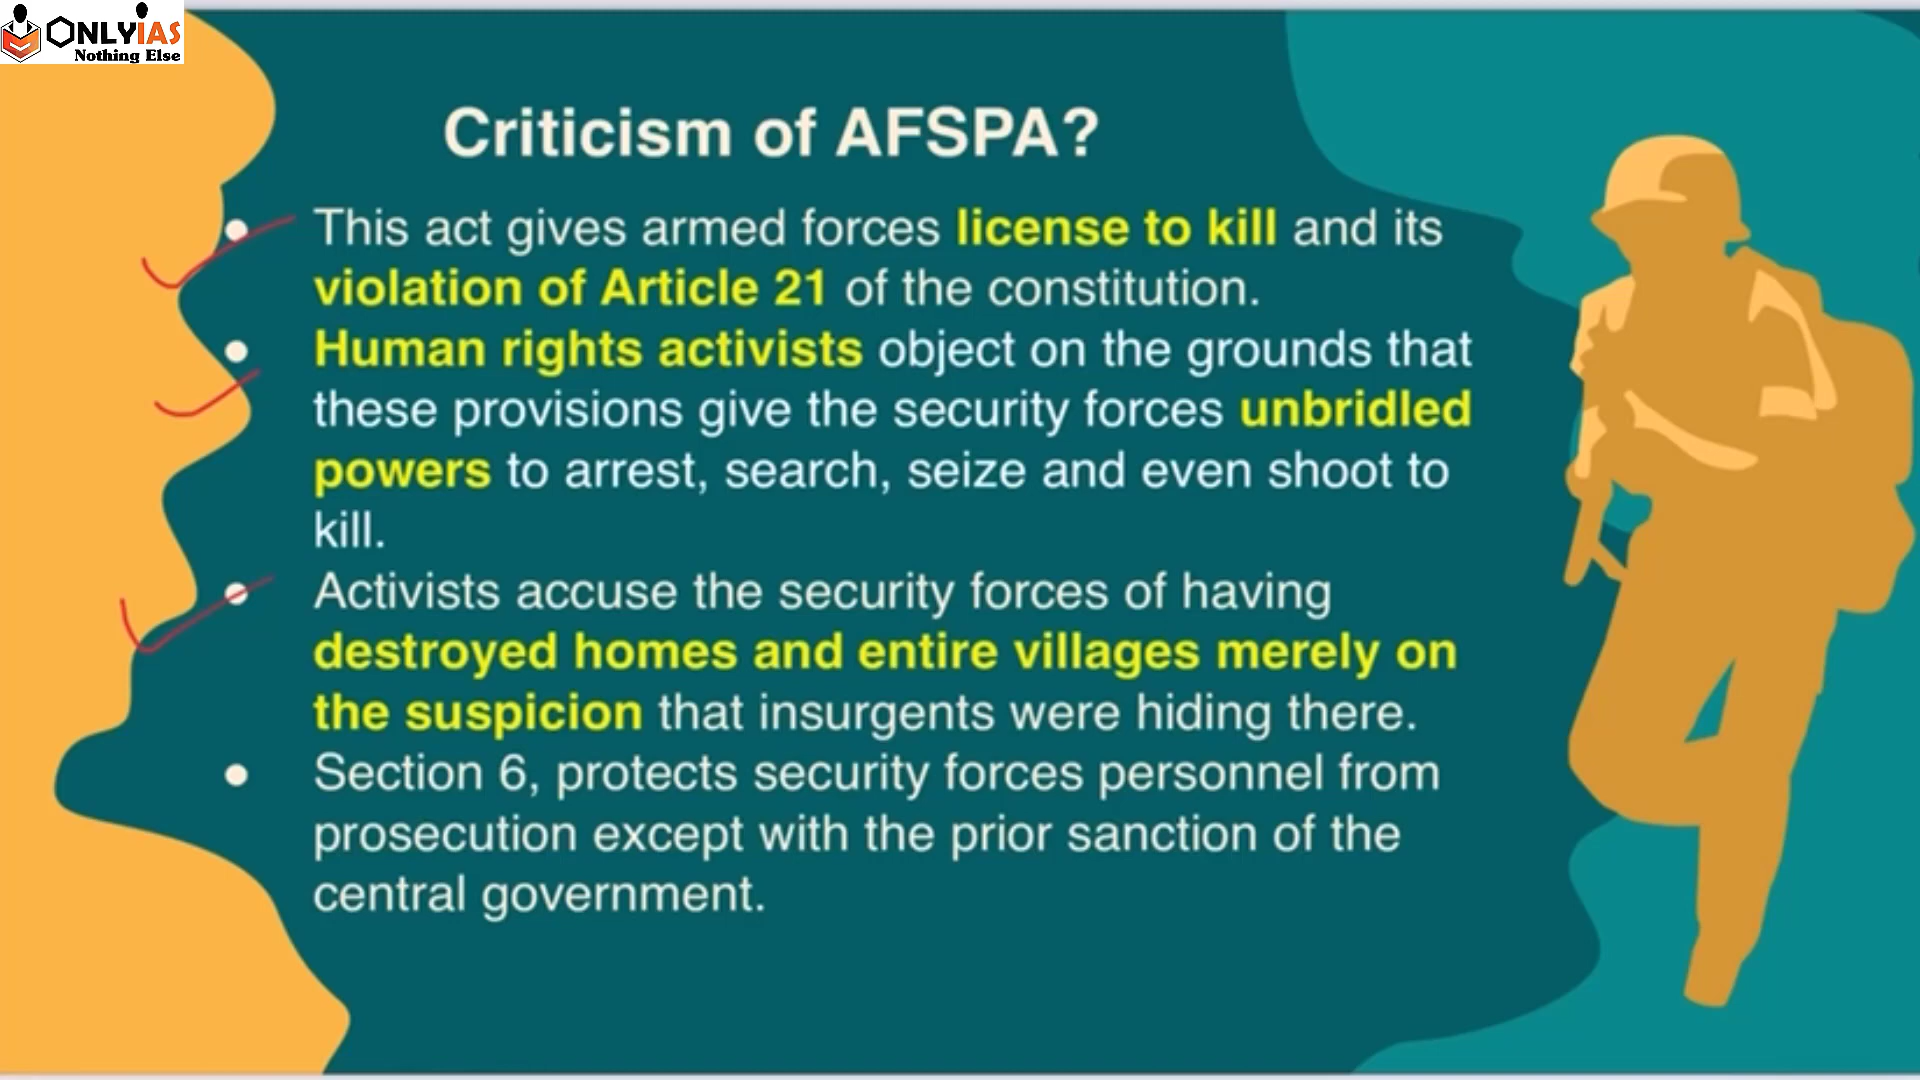 ONLYIAS
Nothing Else
Criticism of AFSPA?
• This act gives armed forces license to kill and its
violation of Article 21 of the constitution.
• Human rights activists object on the grounds that
these provisions give the security forces unbridled
powers to arrest, search, seize and even shoot to
kill.
• Activists accuse the security forces of having
destroyed homes and entire villages merely on
the suspicion that insurgents were hiding there.
• Section 6, protects security forces personnel from
prosecution except with the prior sanction of the
central government.